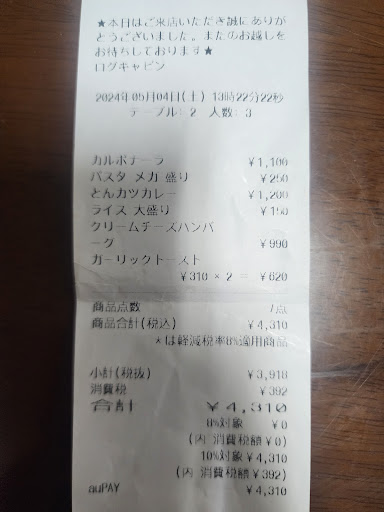 ★本日はご来店いただき誠にありが
とうございました。またのお越しを
お待ちしております★
ログキャビン
2024年05月04日(土) 13時22分22秒
テーブル: 2 人数: 3
カルボナーラ ¥1,100
パスタ メガ 盛り ¥250
とんカツカレー ¥1,200
ライス 大盛り ¥150
クリームチーズハンバ
ーグ ¥990
ガーリックトースト
¥310 × 2 = ¥620
商品点数 7点
商品合計(税込) ¥4,310
*は軽減税率8%適用商品
小計(税抜) ¥3,918
消費税 ¥392
合計 ¥4,310
8%対象 ¥0
(内 消費税額¥0)
10%対象¥4,310
(内 消費税額¥392)
auPAY ¥4,310